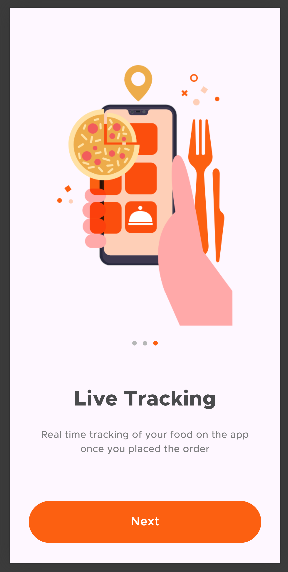 Live Tracking
Real time tracking of your food on the app
once you placed the order
Next